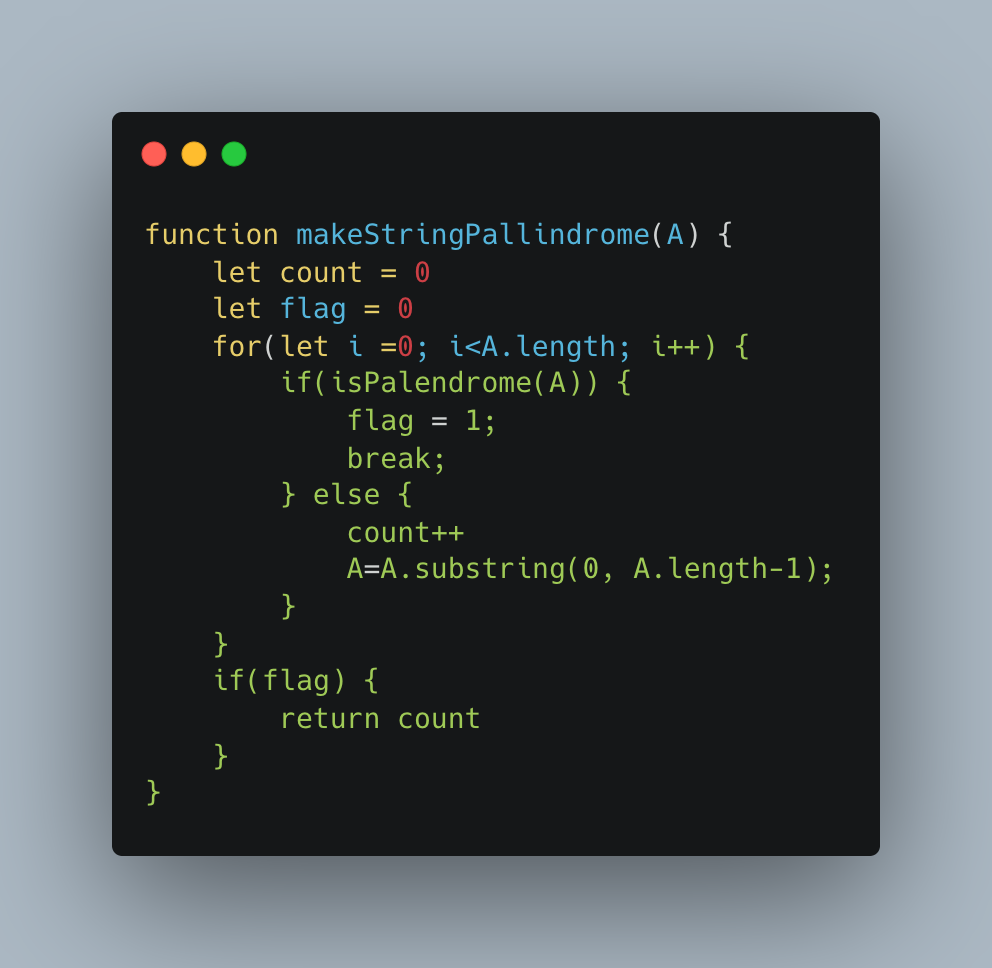 function makeStringPallindrome(A) {
    let count = 0
    let flag = 0
    for(let i =0; i<A.length; i++) {
        if(isPalendrome(A)) {
            flag = 1;
            break;
        } else {
            count++
            A=A.substring(0, A.length-1);
        }
    }
    if(flag) {
        return count
    }
}